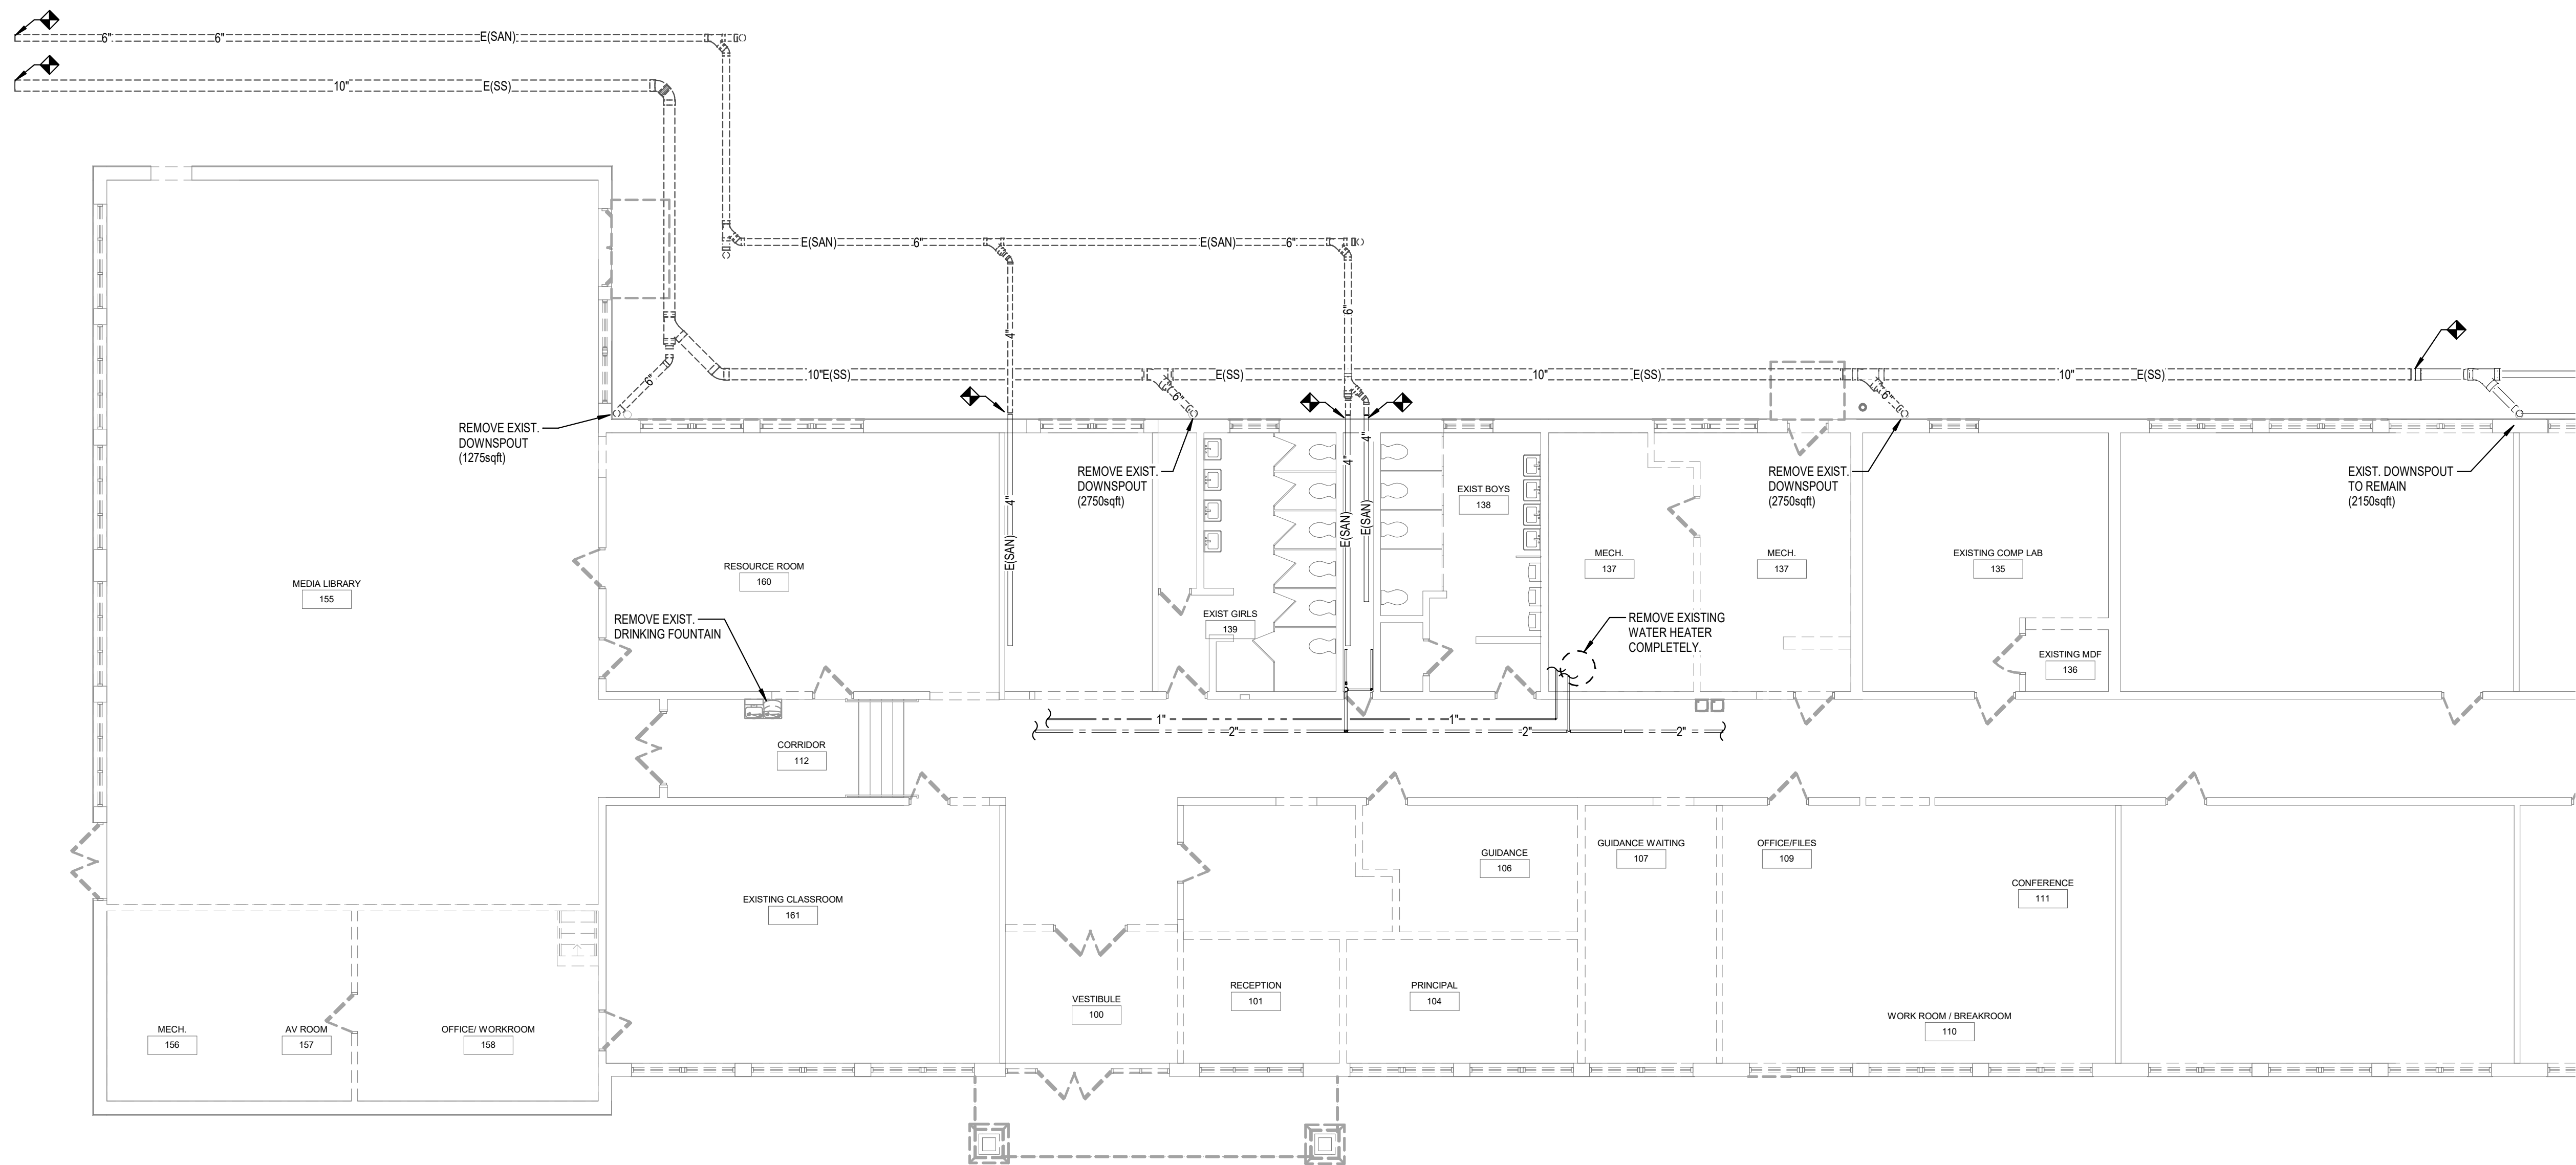 6"
6"
E(SAN)
10"
E(SS)
E(SAN)
6"
E(SAN)
6"
6"
4"
6"
10"E(SS)
E(SS)
10"
E(SS)
10"
E(SS)
6"
6"
REMOVE EXIST.
DOWNSPOUT
(1275sqft)
REMOVE EXIST.
DOWNSPOUT
(2750sqft)
REMOVE EXIST.
DOWNSPOUT
(2750sqft)
EXIST. DOWNSPOUT
TO REMAIN
(2150sqft)
4"
E(SAN)
4"
E(SAN)
4"
E(SAN)
EXIST BOYS
138
MECH.
137
MECH.
137
EXISTING COMP LAB
135
MEDIA LIBRARY
155
RESOURCE ROOM
160
REMOVE EXIST.
DRINKING FOUNTAIN
EXIST GIRLS
139
REMOVE EXISTING
WATER HEATER
COMPLETELY.
EXISTING MDF
136
1"
1"
2"
2"
2"
CORRIDOR
112
GUIDANCE
106
GUIDANCE WAITING
107
OFFICE/FILES
109
CONFERENCE
111
EXISTING CLASSROOM
161
RECEPTION
101
PRINCIPAL
104
VESTIBULE
100
WORK ROOM / BREAKROOM
110
MECH.
156
AV ROOM
157
OFFICE/ WORKROOM
158